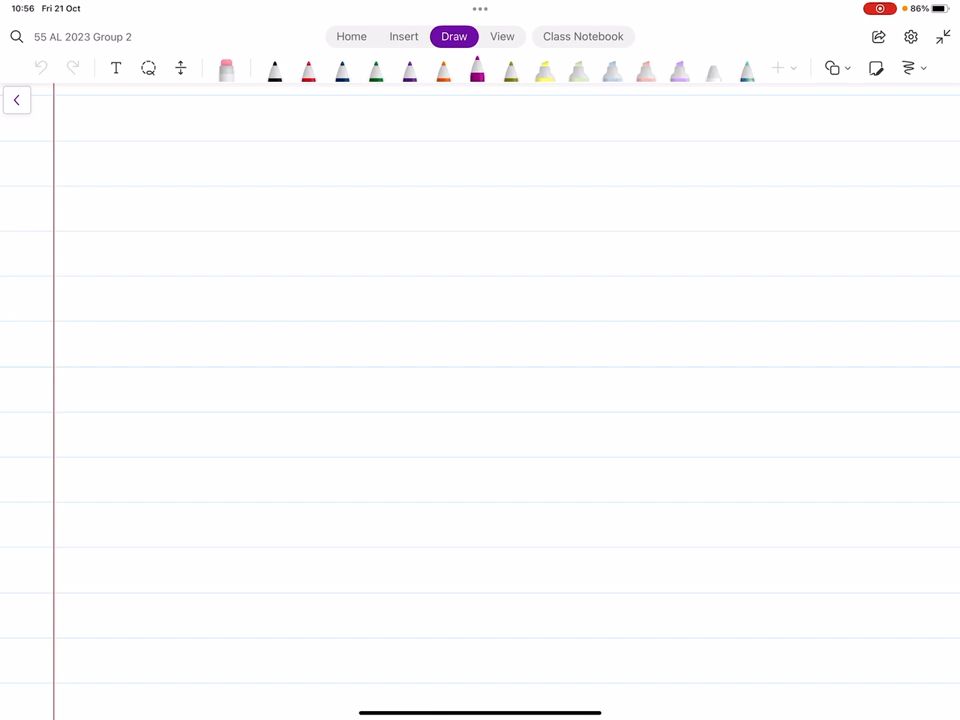 10:56 Fri 21 Oct
86%
55 AL 2023 Group 2
Home Insert Draw View Class Notebook
T